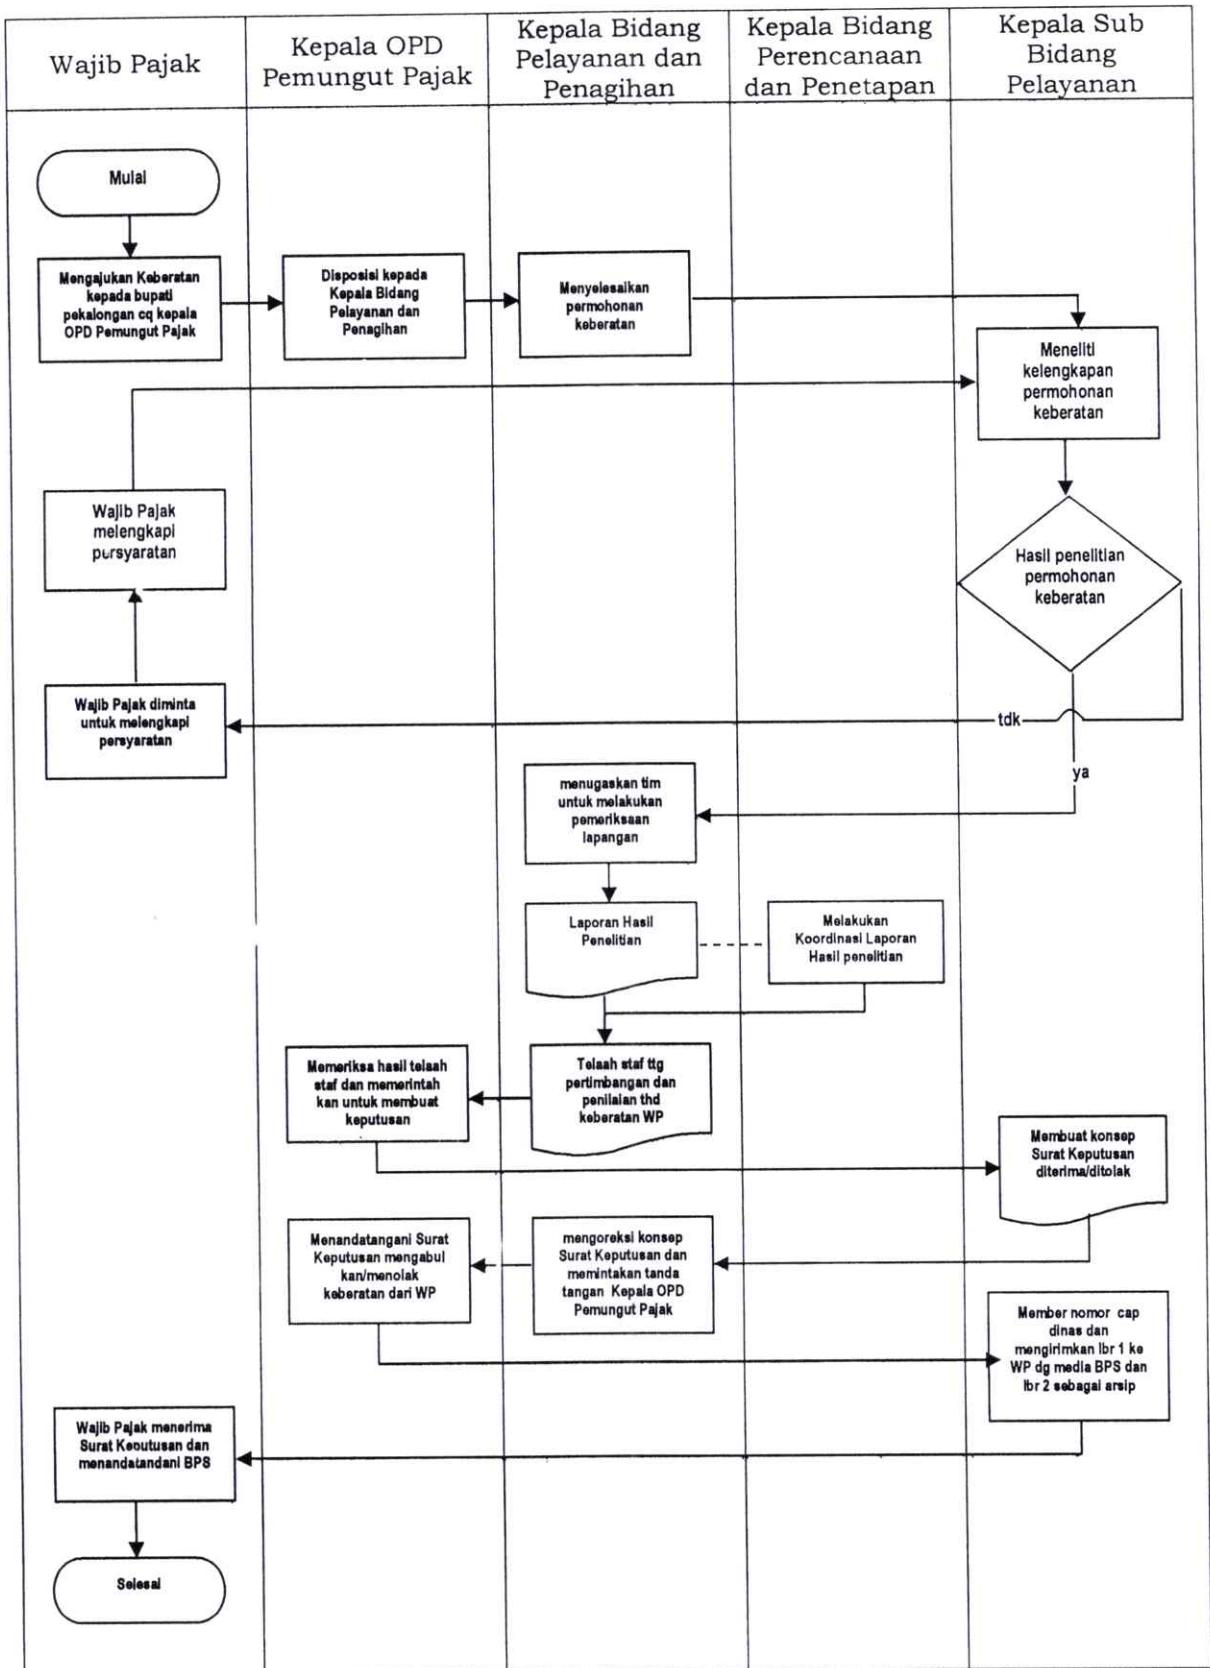 Wajib Pajak
Kepala OPD
Pemungut Pajak
Kepala Bidang
Pelayanan dan
Penagihan
Kepala Bidang
Perencanaan
dan Penetapan
Kepala Sub
Bidang
Pelayanan
Mulai
Mengajukan Keberatan
kepada bupati
pekalongan cq kepala
OPD Pemungut Pajak
Disposisi kepada
Kepala Bidang
Pelayanan dan
Penagihan
Menyelesaikan
permohonan
keberatan
Meneliti
kelengkapan
permohonan
keberatan
Wajib Pajak
melengkapi
persyaratan
Hasil penelitian
permohonan
keberatan
Wajib Pajak diminta
untuk melengkapi
persyaratan
tdk
ya
menugaskan tim
untuk melakukan
pemeriksaan
lapangan
Laporan Hasil
Penelitian
Melakukan
Koordinasi Laporan
Hasil penelitian
Memeriksa hasil telaah
staf dan memerintah
kan untuk membuat
keputusan
Telaah staf ttg
pertimbangan dan
penilaian thd
keberatan WP
Membuat konsep
Surat Keputusan
diterima/ditolak
Menandatangani Surat
Keputusan mengabul
kan/menolak
keberatan dari WP
mengoreksi konsep
Surat Keputusan dan
memintakan tanda
tangan Kepala OPD
Pemungut Pajak
Member nomor cap
dinas dan
mengirimkan lbr 1 ke
WP dg media BPS dan
lbr 2 sebagai arsip
Wajib Pajak menerima
Surat Keputusan dan
menandatandani BPS
Selesai